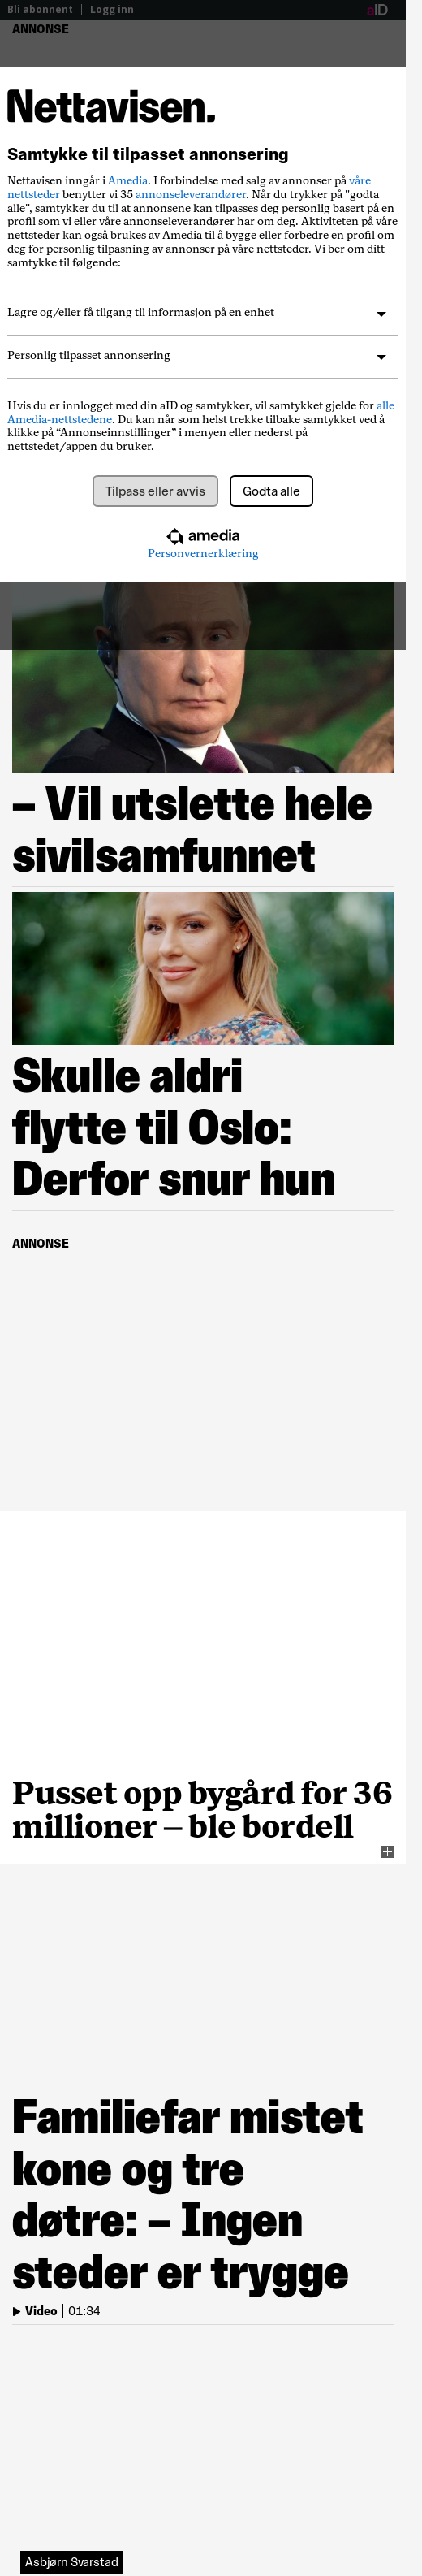 Bli abonnent | Logg inn aID
ANNONSE
Nettavisen.
Samtykke til tilpasset annonsering
Nettavisen inngår i Amedia. I forbindelse med salg av annonser på våre
nettsteder benytter vi 35 annonseleverandører. Når du trykker på "godta
alle", samtykker du til at annonsene kan tilpasses deg personlig basert på en
profil som vi eller våre annonseleverandører har om deg. Aktiviteten på våre
nettsteder kan også brukes av Amedia til å bygge eller forbedre en profil om
deg for personlig tilpasning av annonser på våre nettsteder. Vi ber om ditt
samtykke til følgende:
Lagre og/eller få tilgang til informasjon på en enhet
Personlig tilpasset annonsering
Hvis du er innlogget med din aID og samtykker, vil samtykket gjelde for alle
Amedia-nettstedene. Du kan når som helst trekke tilbake samtykket ved å
klikke på “Annonseinnstillinger” i menyen eller nederst på
nettstedet/appen du bruker.
Tilpass eller avvis Godta alle
amedia
Personvernerklæring
– Vil utslette hele
sivilsamfunnet
Skulle aldri
flytte til Oslo:
Derfor snur hun
ANNONSE
Pusset opp bygård for 36
millioner – ble bordell
Familiefar mistet
kone og tre
døtre: – Ingen
steder er trygge
Video | 01:34
Asbjørn Svarstad